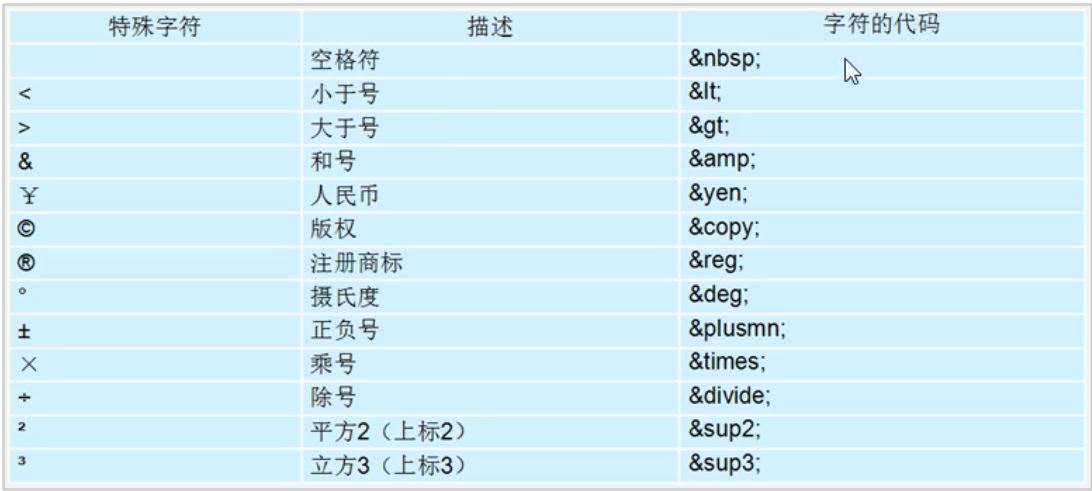 特殊字符 描述 字符的代码
空格符 &nbsp;
< 小于号 &lt;
> 大于号 &gt;
& 和号 &amp;
¥ 人民币 &yen;
© 版权 &copy;
® 注册商标 &reg;
° 摄氏度 &deg;
± 正负号 &plusmn;
× 乘号 &times;
÷ 除号 &divide;
² 平方2（上标2） &sup2;
³ 立方3（上标3） &sup3;